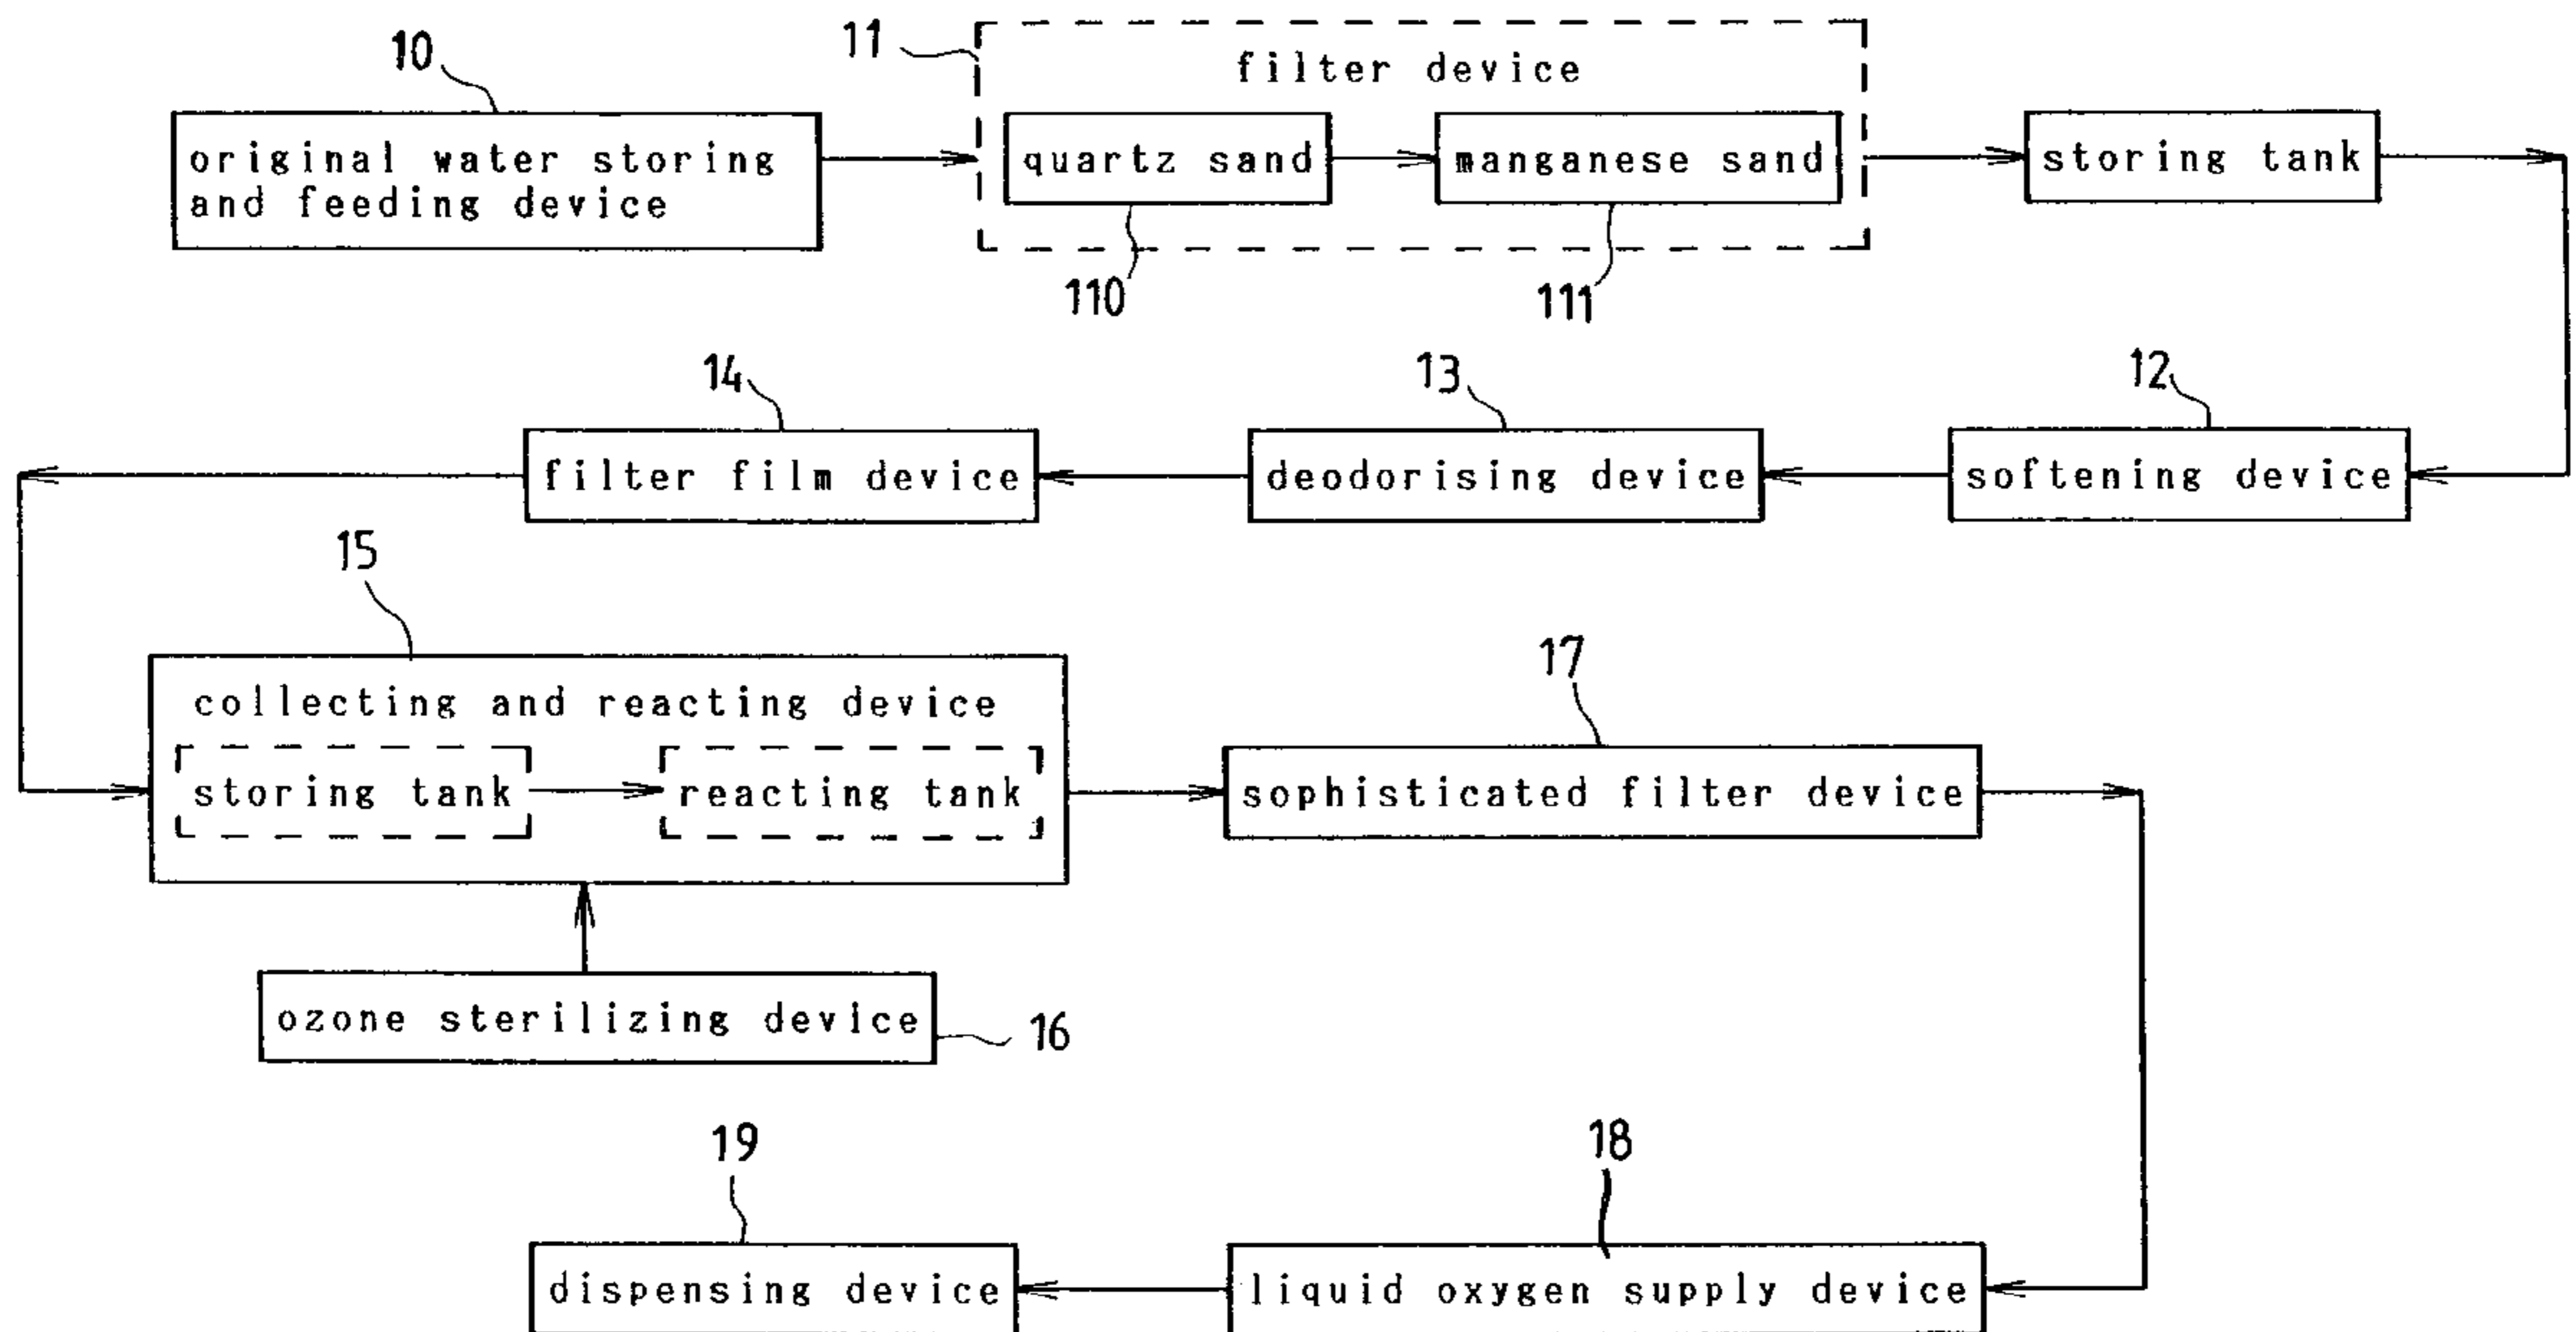 10
11
filter device
original water storing
and feeding device
quartz sand
manganese sand
storing tank
110
111
14
13
12
filter film device
deodorising device
softening device
15
17
collecting and reacting device
storing tank
reacting tank
sophisticated filter device
ozone sterilizing device
16
19
18
dispensing device
liquid oxygen supply device